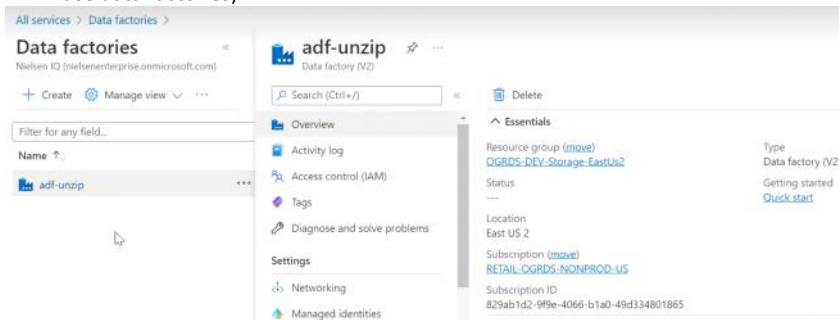 All services > Data factories >
Data factories
Nielsen IQ (nielsenenterprise.onmicrosoft.com)
+ Create Manage view ...
Filter for any field...
Name ↑
adf-unzip ...
adf-unzip ...
Data factory (V2)
Search (Ctrl+/)
Overview
Activity log
Access control (IAM)
Tags
Diagnose and solve problems
Settings
Networking
Managed identities
Delete
Essentials
Resource group (move)
OGRDS-DEV-Storage-EastUs2
Status
---
Location
East US 2
Subscription (move)
RETAIL-OGRDS-NONPROD-US
Subscription ID
829ab1d2-9f9e-4066-b1a0-49d334801865
Type
Data factory (V2
Getting started
Quick start